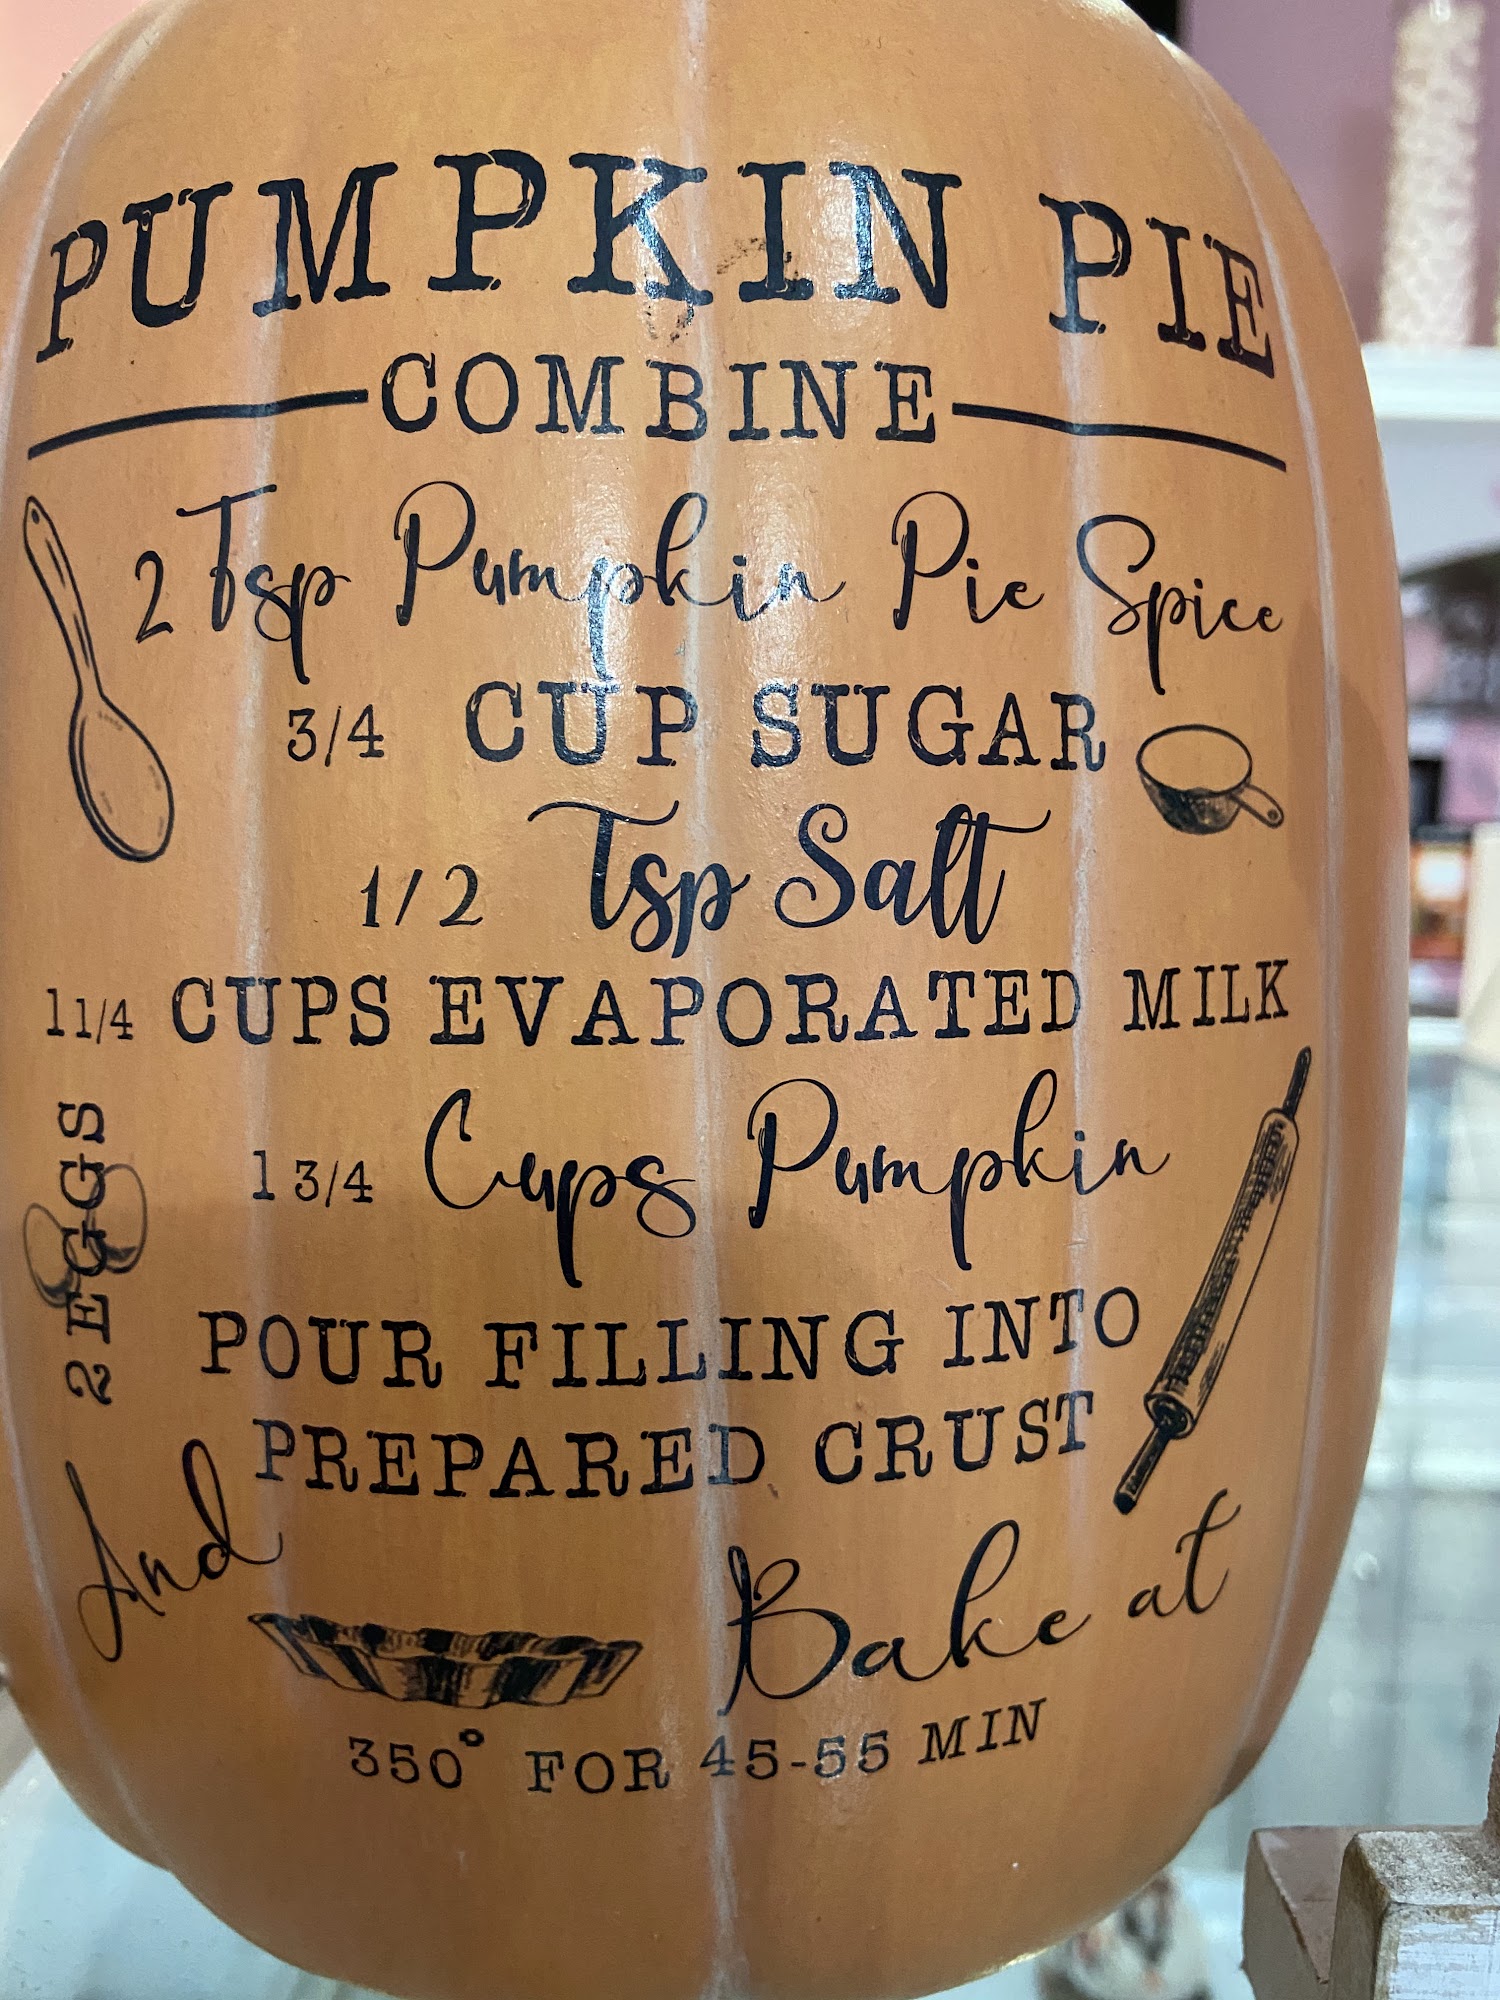 PUMPKIN PIE
COMBINE
2 Tsp Pumpkin Pie Spice
3/4 CUP SUGAR
1/2 Tsp Salt
1 1/4 CUPS EVAPORATED MILK
1 3/4 Cups Pumpkin
2 EGGS
POUR FILLING INTO
PREPARED CRUST
And Bake at
350° FOR 45-55 MIN